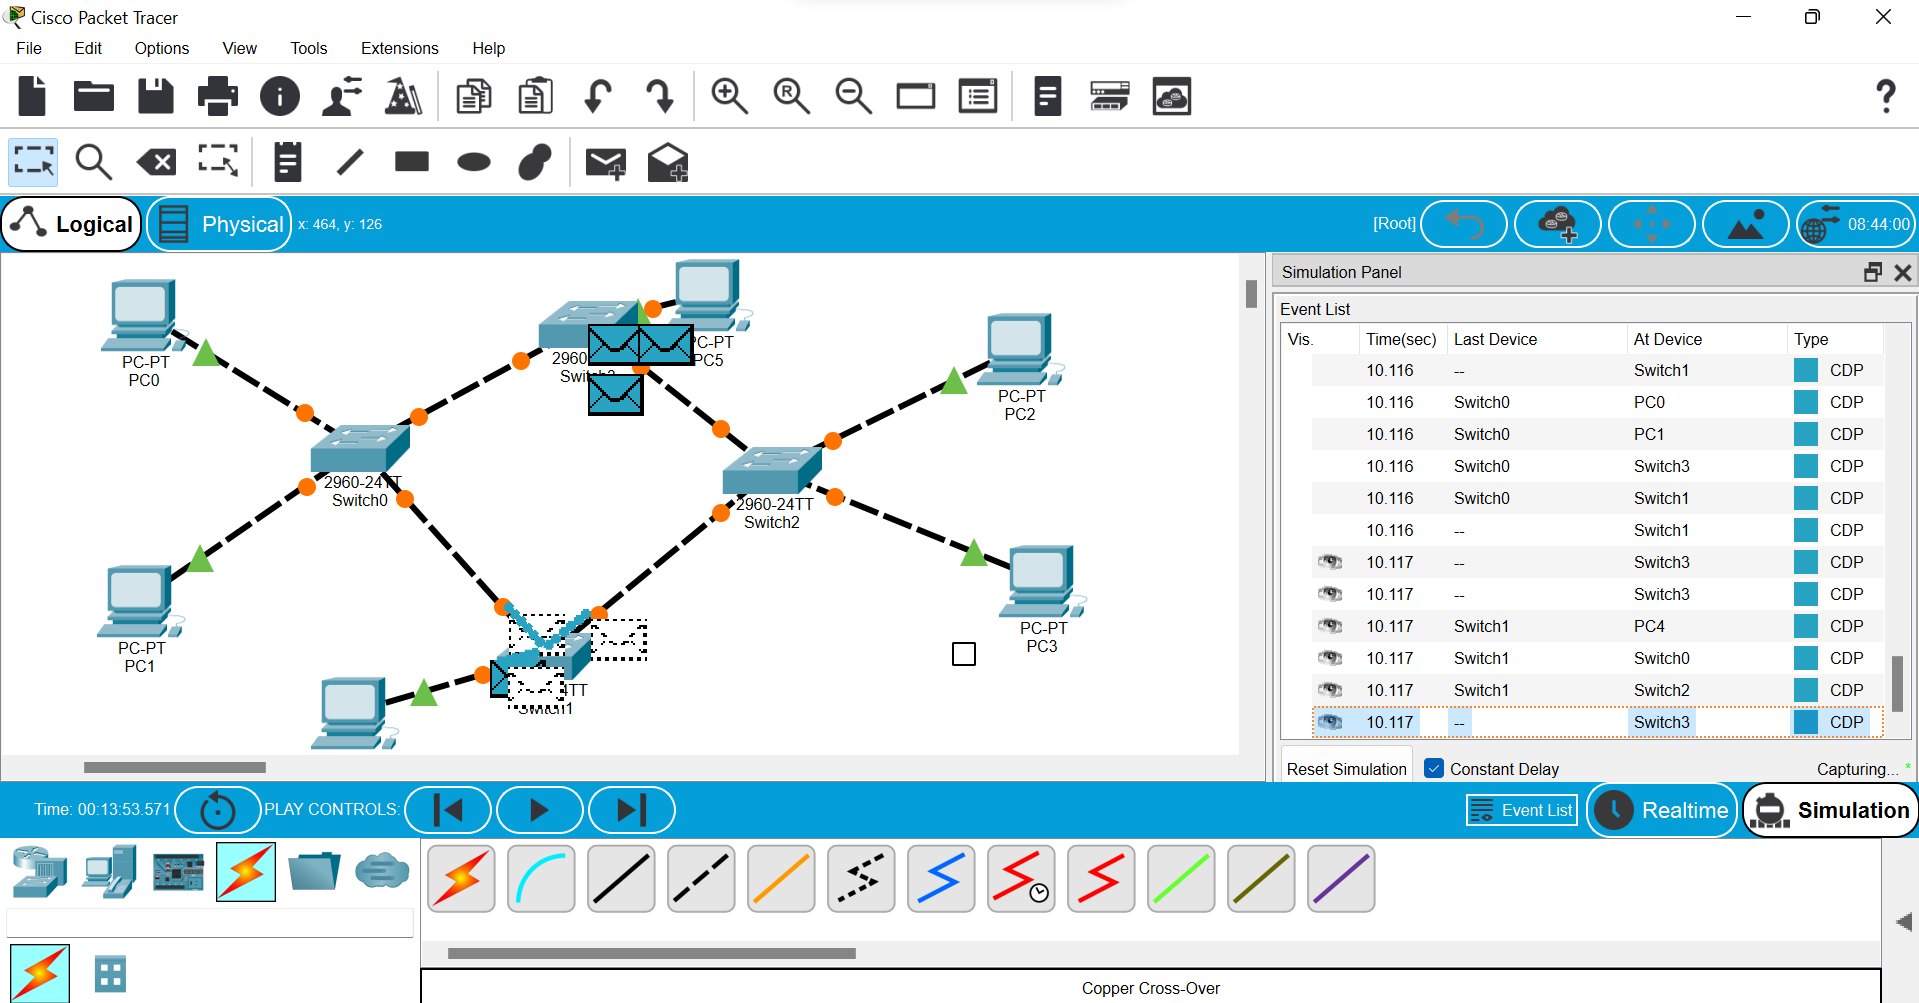 Cisco Packet Tracer
File Edit Options View Tools Extensions Help
Logical Physical x: 464, y: 126 [Root] 08:44:00
PC-PT
PC0
PC-PT
PC5
PC-PT
PC2
2960-24TT
Switch0
2960-24TT
Switch2
PC-PT
PC1
PC-PT
PC3
Switch1
Simulation Panel
Event List
Vis. Time(sec) Last Device At Device Type
10.116 -- Switch1 CDP
10.116 Switch0 PC0 CDP
10.116 Switch0 PC1 CDP
10.116 Switch0 Switch3 CDP
10.116 Switch0 Switch1 CDP
10.116 -- Switch1 CDP
10.117 -- Switch3 CDP
10.117 -- Switch3 CDP
10.117 Switch1 PC4 CDP
10.117 Switch1 Switch0 CDP
10.117 Switch1 Switch2 CDP
10.117 -- Switch3 CDP
Reset Simulation Constant Delay Capturing... *
Time: 00:13:53.571 PLAY CONTROLS: Event List Realtime Simulation
Copper Cross-Over